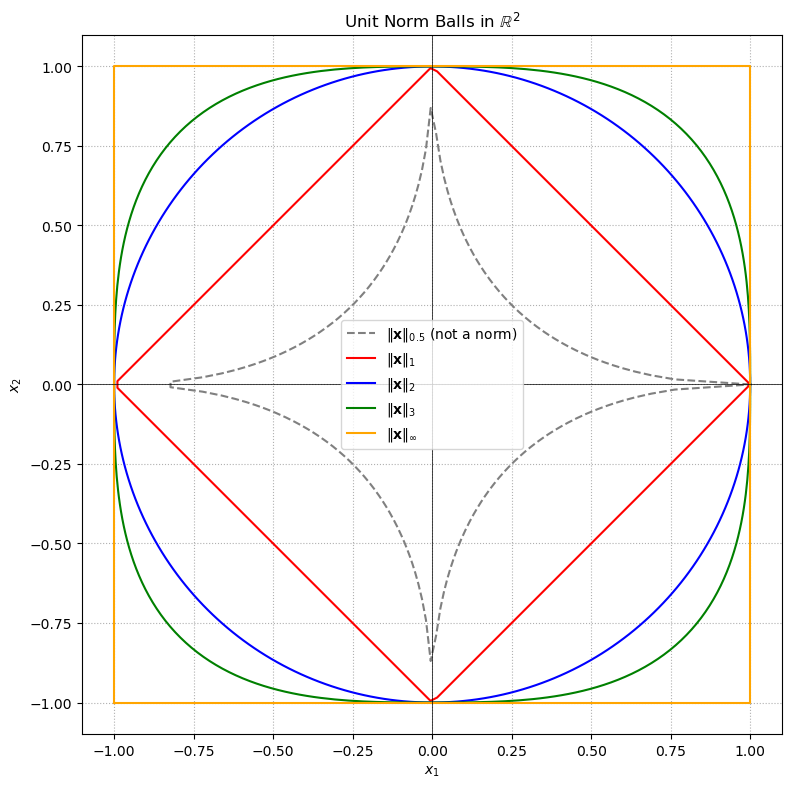 Unit Norm Balls in ℝ²
1.00
0.75
0.50
0.25
0.00
−0.25
−0.50
−0.75
−1.00
x₂
‖𝐱‖₀.₅ (not a norm)
‖𝐱‖₁
‖𝐱‖₂
‖𝐱‖₃
‖𝐱‖∞
−1.00 −0.75 −0.50 −0.25 0.00 0.25 0.50 0.75 1.00
x₁